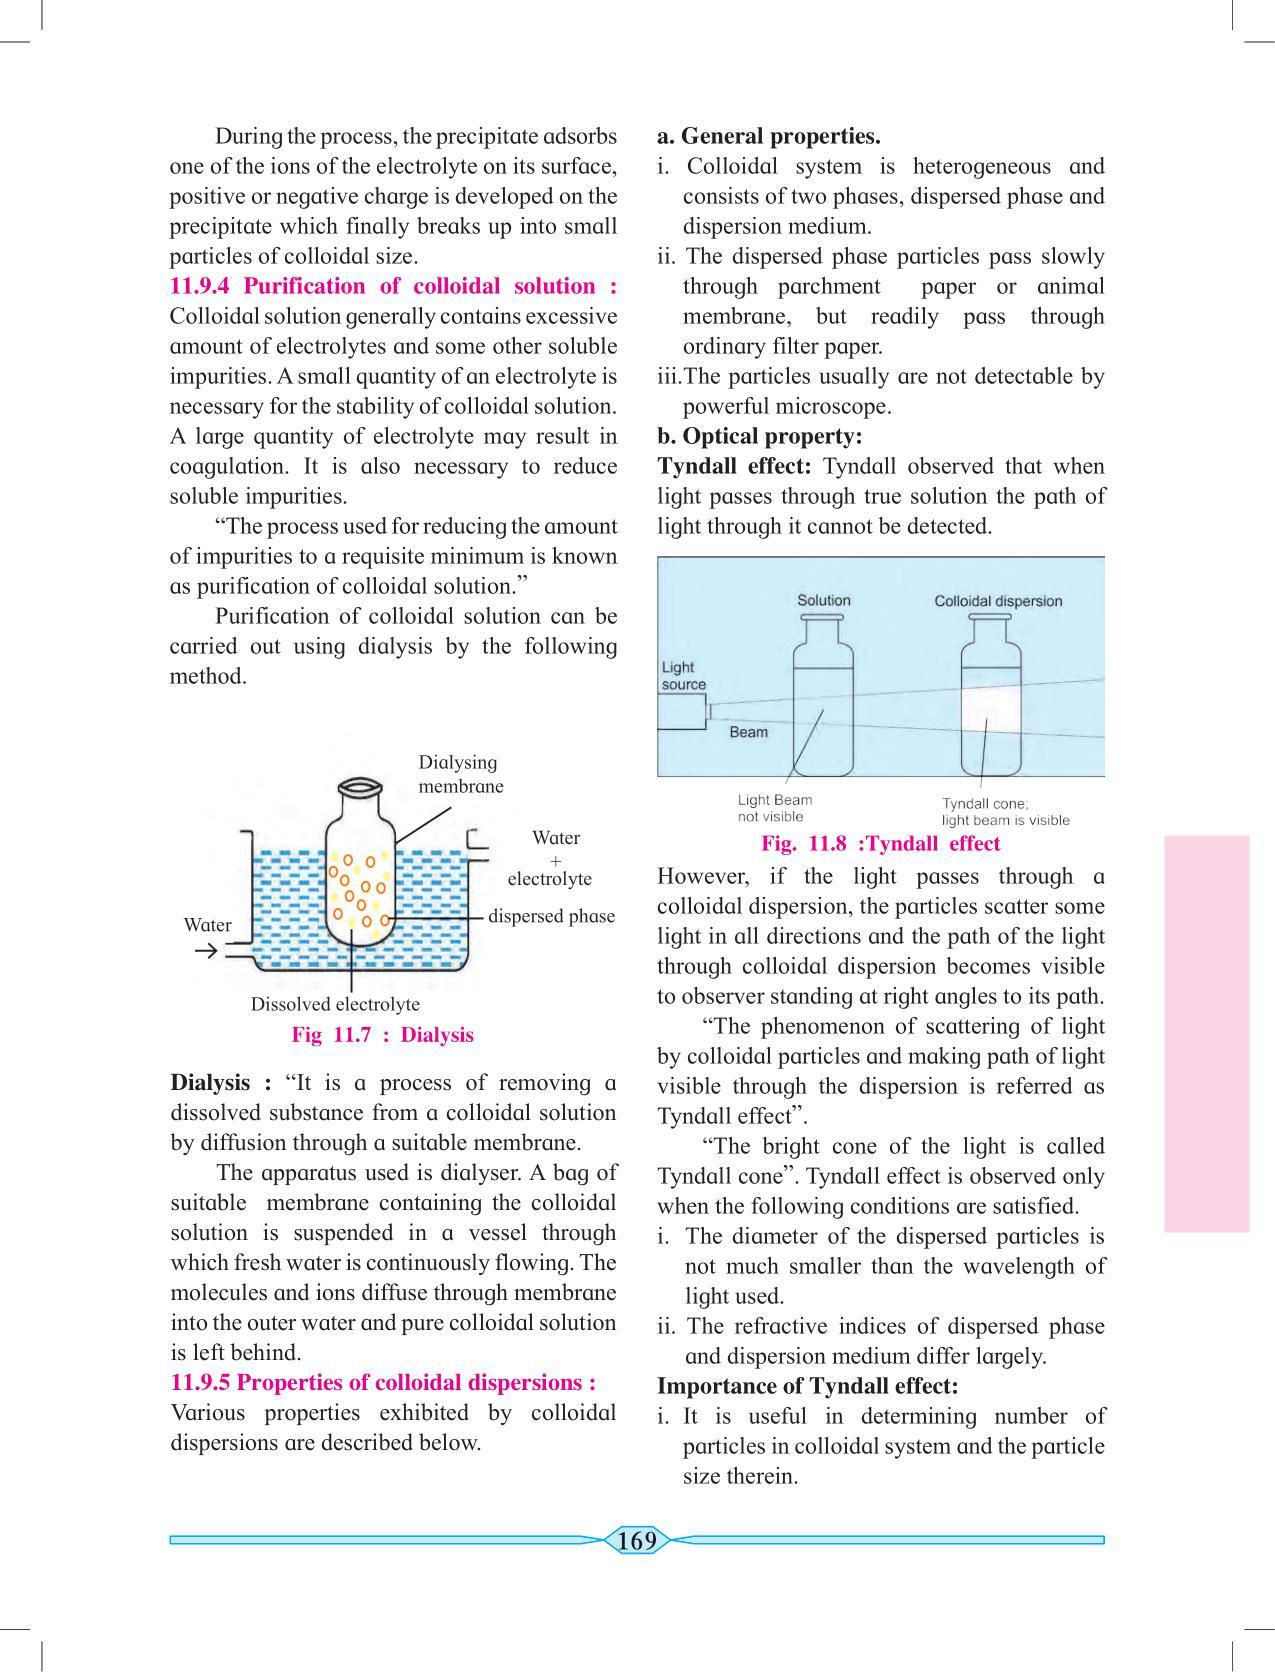 During the process, the precipitate adsorbs
one of the ions of the electrolyte on its surface,
positive or negative charge is developed on the
precipitate which finally breaks up into small
particles of colloidal size.
11.9.4 Purification of colloidal solution :
Colloidal solution generally contains excessive
amount of electrolytes and some other soluble
impurities. A small quantity of an electrolyte is
necessary for the stability of colloidal solution.
A large quantity of electrolyte may result in
coagulation. It is also necessary to reduce
soluble impurities.
“The process used for reducing the amount
of impurities to a requisite minimum is known
as purification of colloidal solution.”
Purification of colloidal solution can be
carried out using dialysis by the following
method.
Dialysing
membrane
Water
+
electrolyte
dispersed phase
Water
Dissolved electrolyte
Fig 11.7 : Dialysis
Dialysis : “It is a process of removing a
dissolved substance from a colloidal solution
by diffusion through a suitable membrane.
The apparatus used is dialyser. A bag of
suitable membrane containing the colloidal
solution is suspended in a vessel through
which fresh water is continuously flowing. The
molecules and ions diffuse through membrane
into the outer water and pure colloidal solution
is left behind.
11.9.5 Properties of colloidal dispersions :
Various properties exhibited by colloidal
dispersions are described below.
a. General properties.
i. Colloidal system is heterogeneous and
consists of two phases, dispersed phase and
dispersion medium.
ii. The dispersed phase particles pass slowly
through parchment paper or animal
membrane, but readily pass through
ordinary filter paper.
iii.The particles usually are not detectable by
powerful microscope.
b. Optical property:
Tyndall effect: Tyndall observed that when
light passes through true solution the path of
light through it cannot be detected.
Solution
Colloidal dispersion
Light
source
Beam
Light Beam
not visible
Tyndall cone;
light beam is visible
Fig. 11.8 :Tyndall effect
However, if the light passes through a
colloidal dispersion, the particles scatter some
light in all directions and the path of the light
through colloidal dispersion becomes visible
to observer standing at right angles to its path.
“The phenomenon of scattering of light
by colloidal particles and making path of light
visible through the dispersion is referred as
Tyndall effect”.
“The bright cone of the light is called
Tyndall cone”. Tyndall effect is observed only
when the following conditions are satisfied.
i. The diameter of the dispersed particles is
not much smaller than the wavelength of
light used.
ii. The refractive indices of dispersed phase
and dispersion medium differ largely.
Importance of Tyndall effect:
i. It is useful in determining number of
particles in colloidal system and the particle
size therein.
169